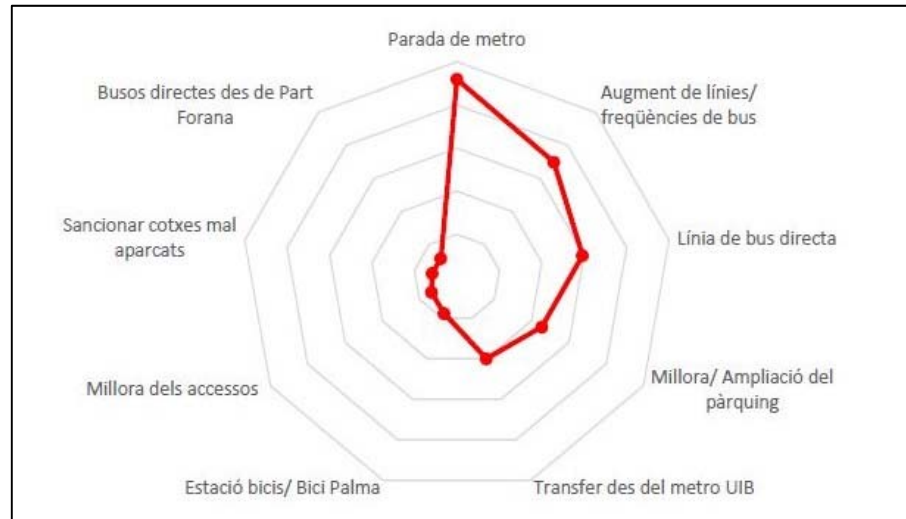 Parada de metro
Augment de línies/
freqüències de bus
Línia de bus directa
Millora/ Ampliació del
pàrquing
Transfer des del metro UIB
Estació bicis/ Bici Palma
Millora dels accessos
Sancionar cotxes mal
aparcats
Busos directes des de Part
Forana